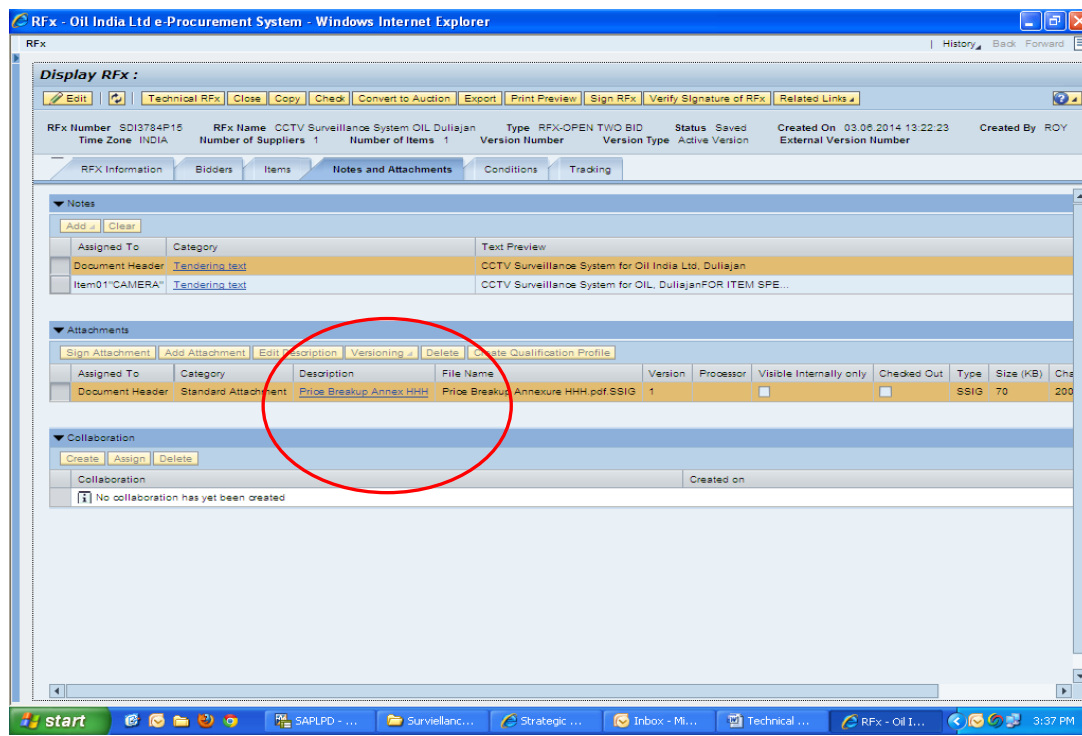 RFx - Oil India Ltd e-Procurement System - Windows Internet Explorer
RFx | History Back Forward
Display RFx :
Edit | Technical RFx Close Copy Check Convert to Auction Export Print Preview Sign RFx Verify Signature of RFx Related Links
RFx Number SDI3784P15 RFx Name CCTV Surveillance System OIL Duliajan Type RFX-OPEN TWO BID Status Saved Created On 03.06.2014 13:22:23 Created By ROY
Time Zone INDIA Number of Suppliers 1 Number of Items 1 Version Number Version Type Active Version External Version Number
RFX Information Bidders Items Notes and Attachments Conditions Tracking
Notes
Add Clear
Assigned To Category Text Preview
Document Header Tendering text CCTV Surveillance System for Oil India Ltd, Duliajan
Item01"CAMERA" Tendering text CCTV Surveillance System for OIL, DuliajanFOR ITEM SPE...
Attachments
Sign Attachment Add Attachment Edit Description Versioning Delete Create Qualification Profile
Assigned To Category Description File Name Version Processor Visible Internally only Checked Out Type Size (KB) Cha
Document Header Standard Attachment Price Breakup Annex HHH Price Breakup Annexure HHH.pdf.SSIG 1 SSIG 70 200
Collaboration
Create Assign Delete
Collaboration Created on
No collaboration has yet been created
start SAPLPD - ... Surviellanc... Strategic ... Inbox - Mi... Technical ... RFx - Oil I... 3:37 PM